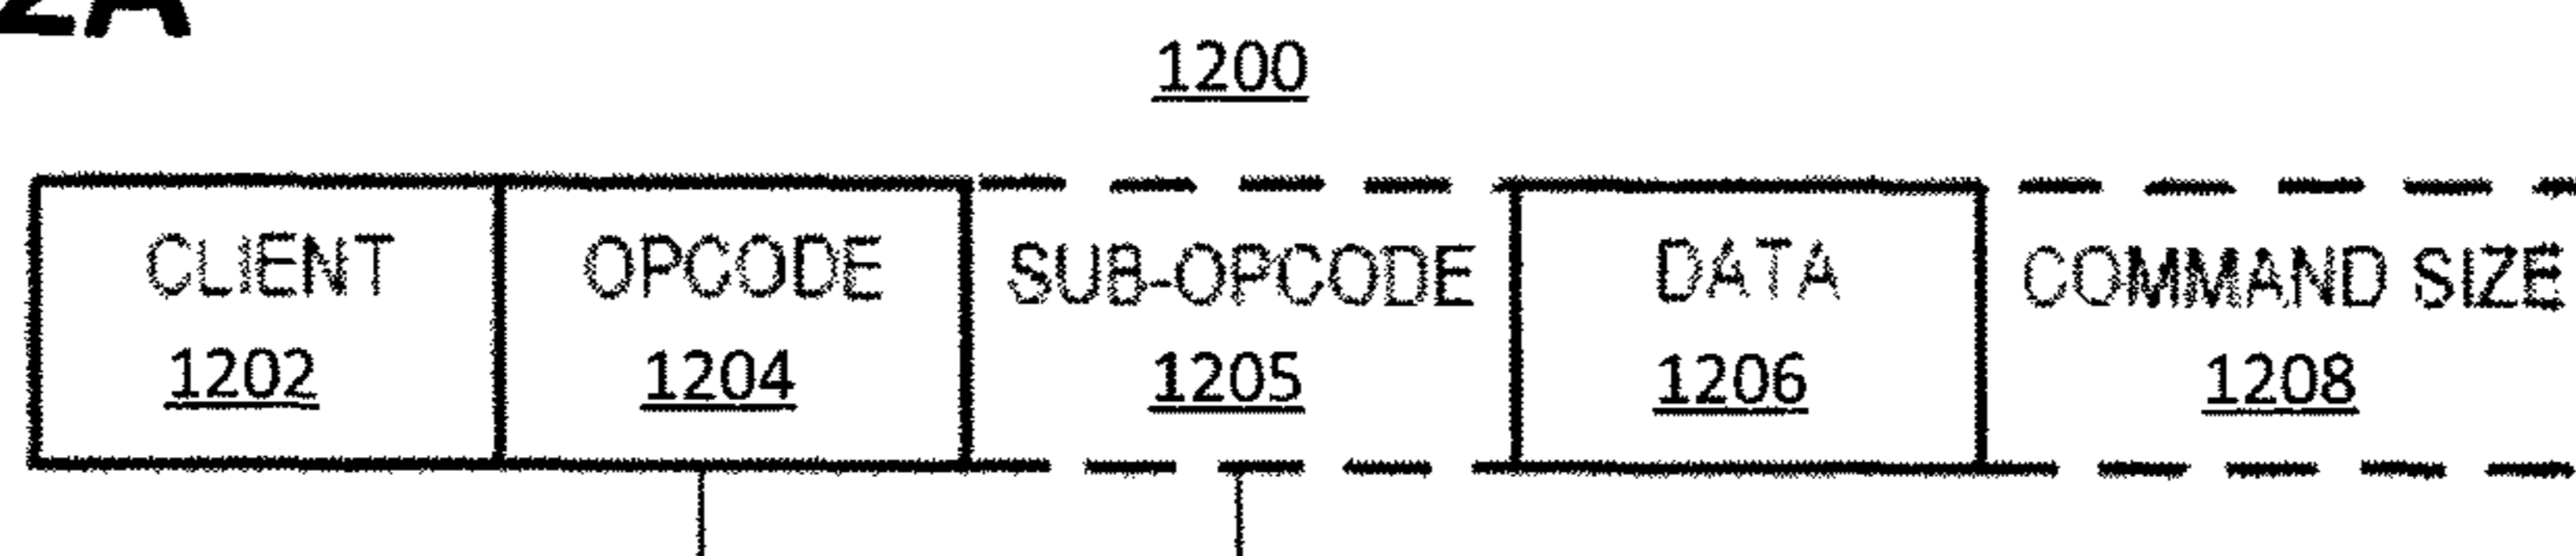 2A
1200
CLIENT OPCODE SUB-OPCODE DATA COMMAND SIZE
1202 1204 1205 1206 1208